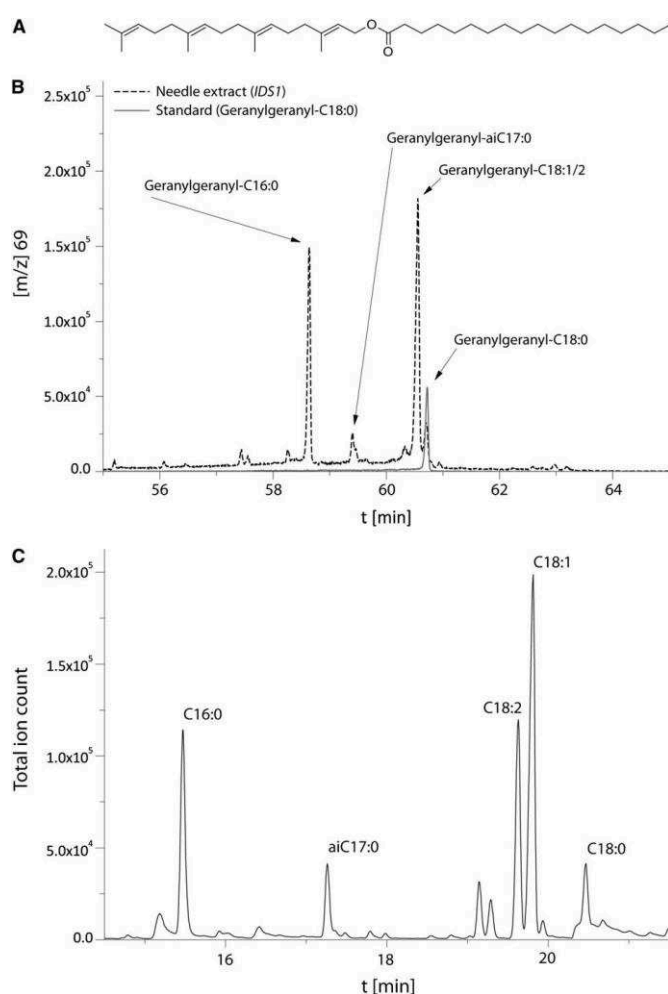 A
O
O
B
2.5x10⁵
Needle extract (IDS1)
Standard (Geranylgeranyl-C18:0)
Geranylgeranyl-aiC17:0
2.0x10⁵
Geranylgeranyl-C18:1/2
Geranylgeranyl-C16:0
1.5x10⁵
[m/z] 69
1.0x10⁵
Geranylgeranyl-C18:0
5.0x10⁴
0.0
56 58 60 62 64
t [min]
C
2.0x10⁵
C18:1
1.5x10⁵
C16:0
C18:2
Total ion count
1.0x10⁵
aiC17:0
C18:0
5.0x10⁴
0.0
16 18 20
t [min]